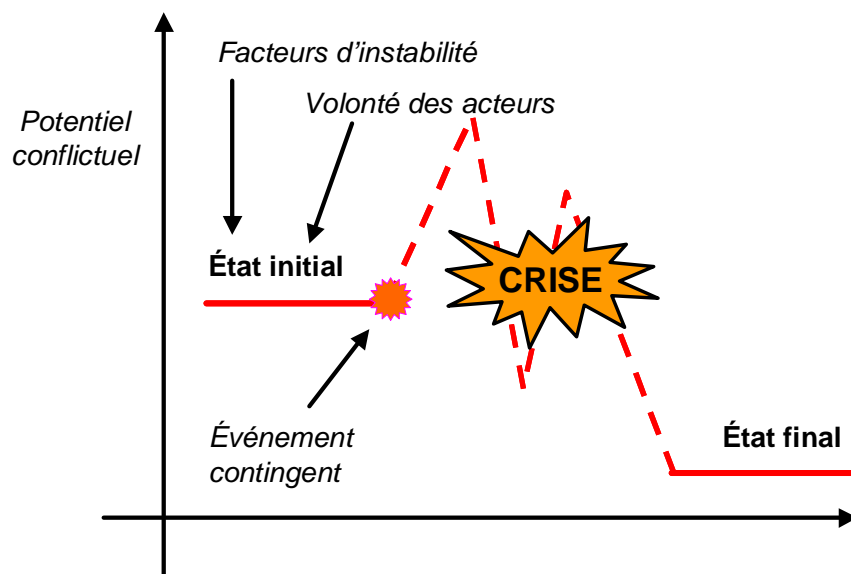 Facteurs d’instabilité
Volonté des acteurs
Potentiel
conflictuel
État initial
CRISE
Événement
contingent
État final